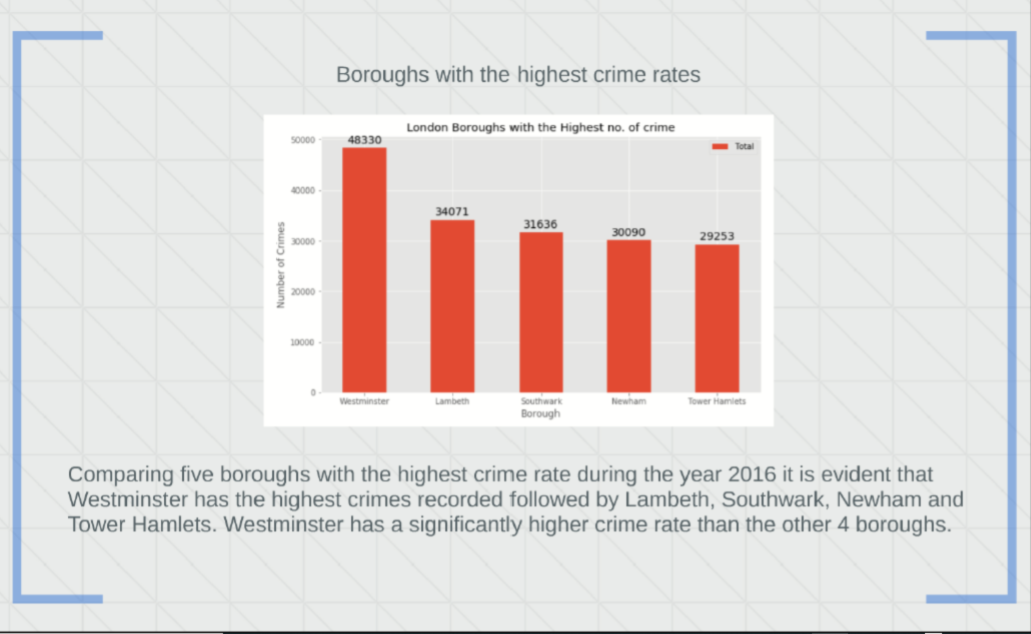 Boroughs with the highest crime rates
London Boroughs with the Highest no. of crime
Total
50000
40000
30000
20000
10000
0
Number of Crimes
48330
34071
31636
30090
29253
Westminster Lambeth Southwark Newham Tower Hamlets
Borough
Comparing five boroughs with the highest crime rate during the year 2016 it is evident that
Westminster has the highest crimes recorded followed by Lambeth, Southwark, Newham and
Tower Hamlets. Westminster has a significantly higher crime rate than the other 4 boroughs.